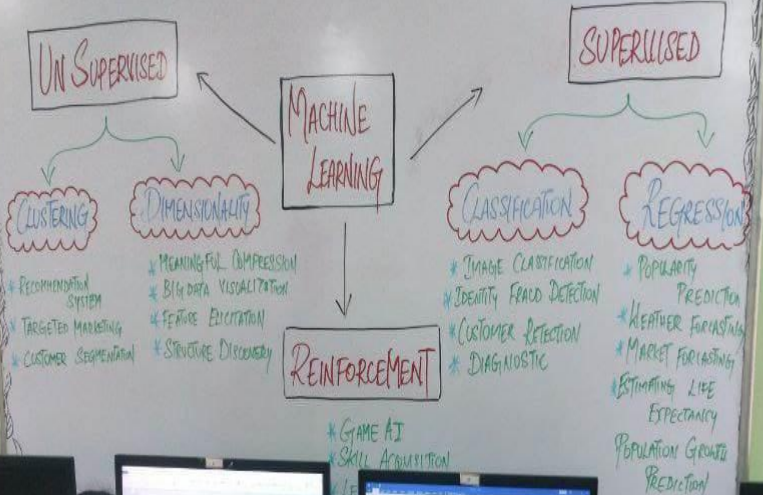 UN SUPERVISED
MACHINE
LEARNING
SUPERVISED
CLUSTERING
* RECOMMENDATION
SYSTEM
* TARGETED MARKETING
* CUSTOMER SEGMENTATION
DIMENSIONALITY
* MEANINGFUL COMPRESSION
* BIG DATA VISUALIZATION
* FEATURE ELICITATION
* STRUCTURE DISCOVERY
CLASSIFICATION
* IMAGE CLASSIFICATION
* IDENTITY FRAUD DETECTION
* CUSTOMER RETECTION
* DIAGNOSTIC
REGRESSION
* POPULARITY
PREDICTION
* WEATHER FORCASTING
* MARKET FORCASTING
* ESTIMATING LIFE
EXPECTANCY
POPULATION GROWTH
PREDICTION
REINFORCEMENT
* GAME AI
* SKILL ACQUISITION